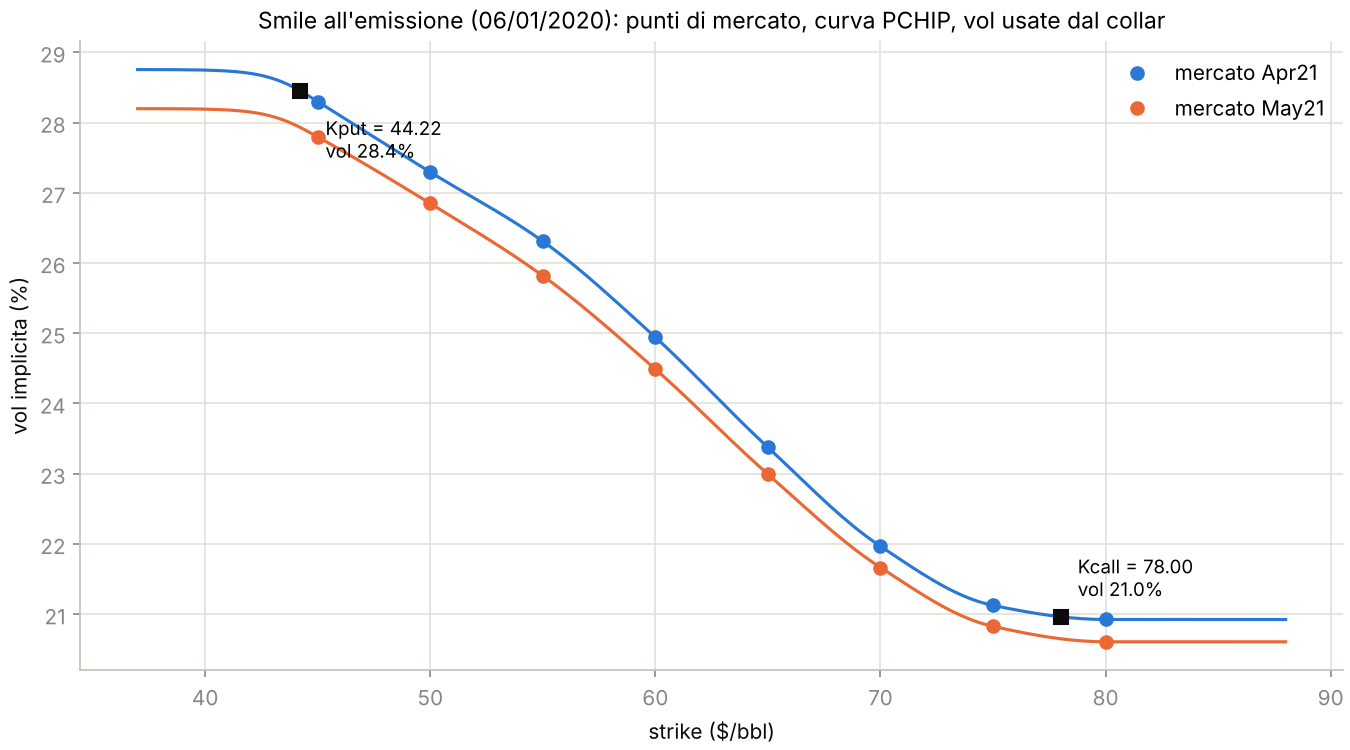 Smile all'emissione (06/01/2020): punti di mercato, curva PCHIP, vol usate dal collar
mercato Apr21
mercato May21
29
28
27
26
25
24
23
22
21
vol implicita (%)
Kput = 44.22
vol 28.4%
Kcall = 78.00
vol 21.0%
40
50
60
70
80
90
strike ($/bbl)